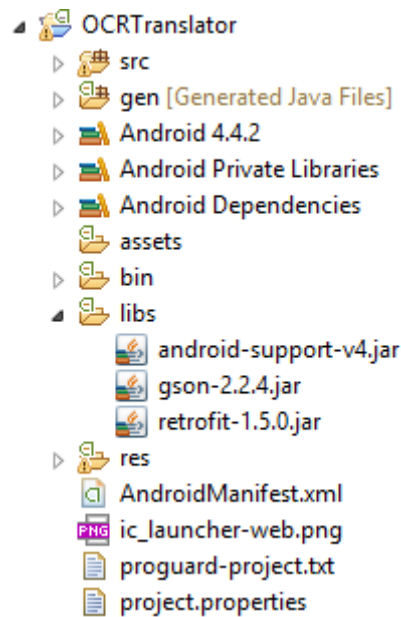 OCRTranslator
src
gen [Generated Java Files]
Android 4.4.2
Android Private Libraries
Android Dependencies
assets
bin
libs
android-support-v4.jar
gson-2.2.4.jar
retrofit-1.5.0.jar
res
AndroidManifest.xml
PNG ic_launcher-web.png
proguard-project.txt
project.properties